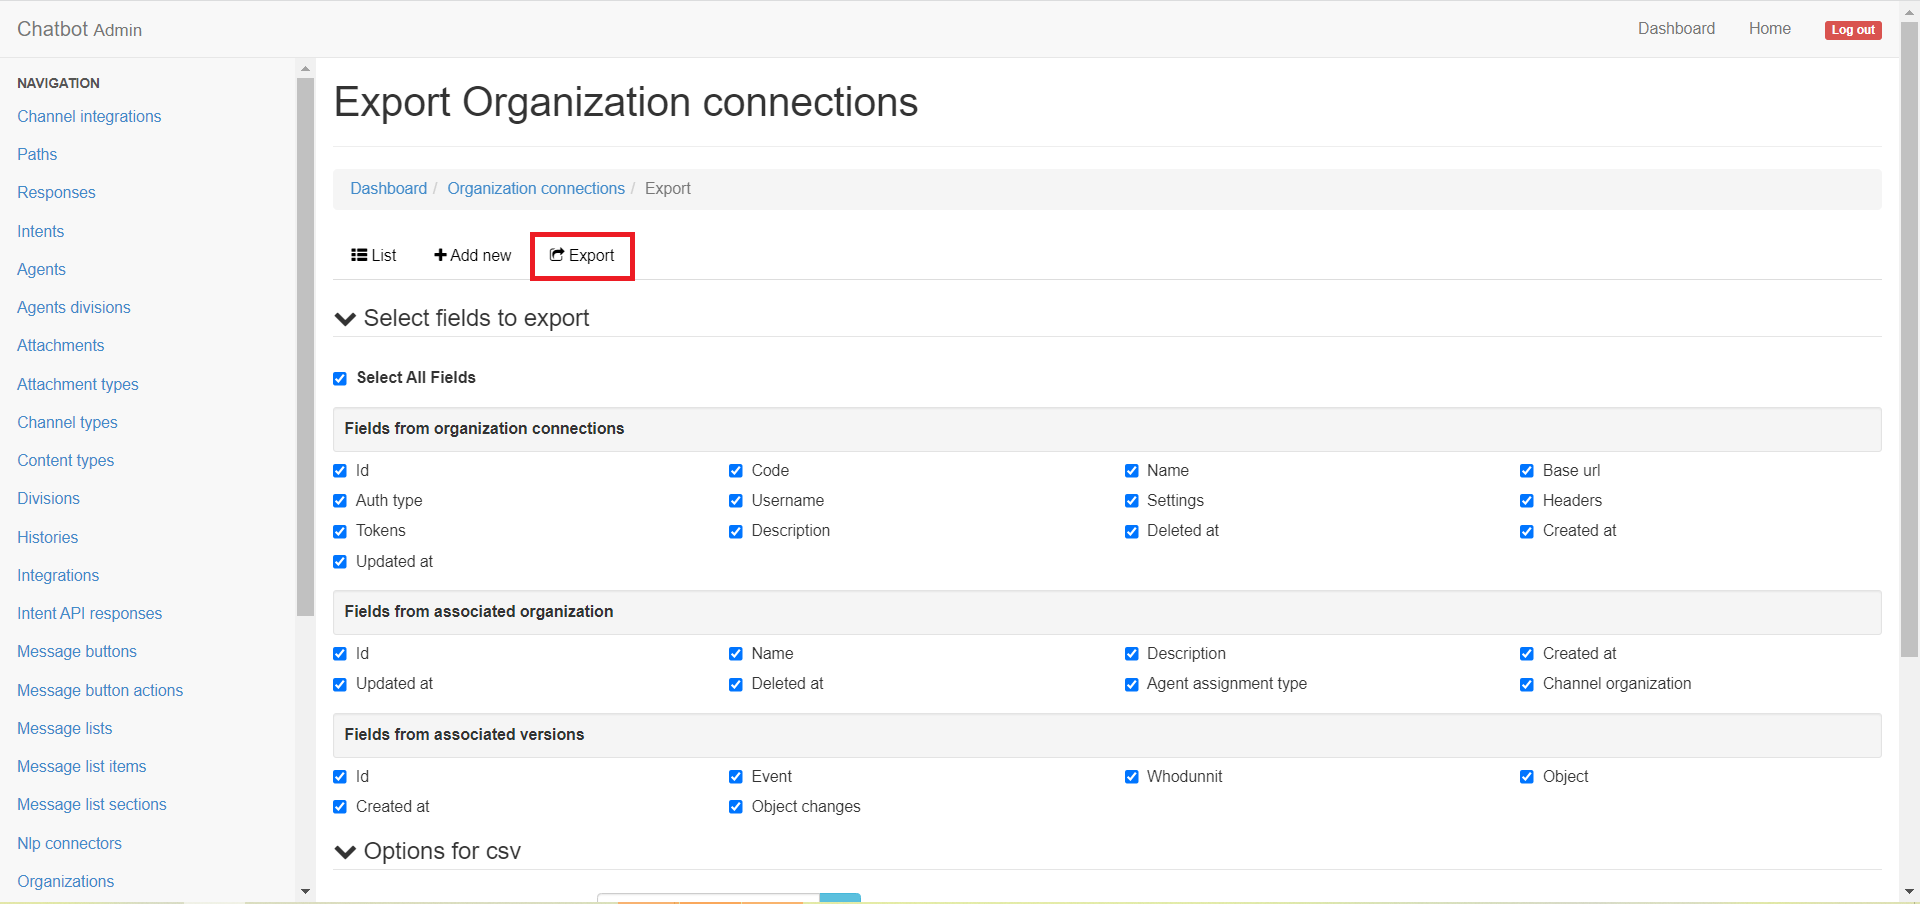 Chatbot Admin
Dashboard Home Log out
NAVIGATION
Channel integrations
Paths
Responses
Intents
Agents
Agents divisions
Attachments
Attachment types
Channel types
Content types
Divisions
Histories
Integrations
Intent API responses
Message buttons
Message button actions
Message lists
Message list items
Message list sections
Nlp connectors
Organizations
Export Organization connections
Dashboard / Organization connections / Export
List Add new Export
Select fields to export
Select All Fields
Fields from organization connections
Id Code Name Base url
Auth type Username Settings Headers
Tokens Description Deleted at Created at
Updated at
Fields from associated organization
Id Name Description Created at
Updated at Deleted at Agent assignment type Channel organization
Fields from associated versions
Id Event Whodunnit Object
Created at Object changes
Options for csv